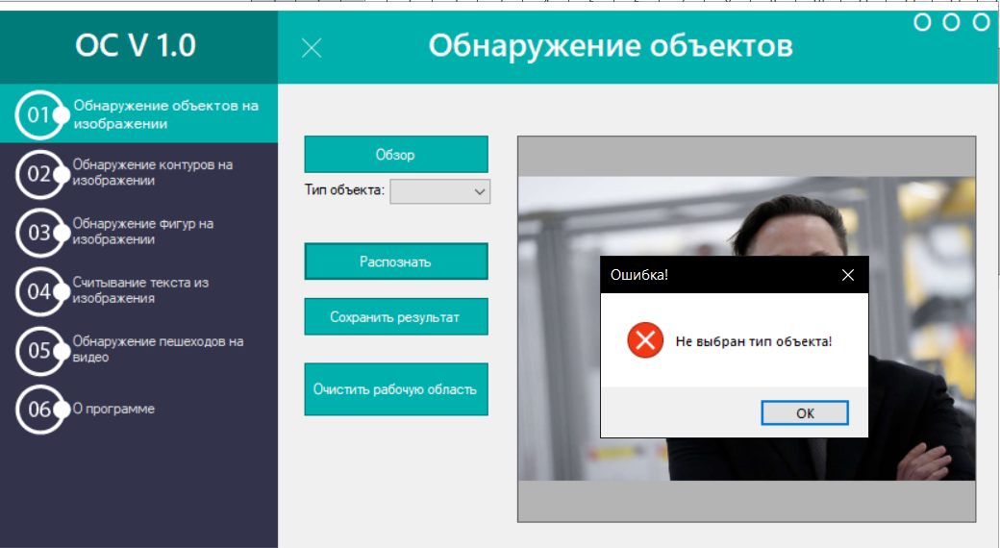 OC V 1.0
Обнаружение объектов
01
Обнаружение объектов на
изображении
02
Обнаружение контуров на
изображении
03
Обнаружение фигур на
изображении
04
Считывание текста из
изображения
05
Обнаружение пешеходов на
видео
06
О программе
Обзор
Тип объекта:
Распознать
Сохранить результат
Очистить рабочую область
Ошибка!
Не выбран тип объекта!
ОК